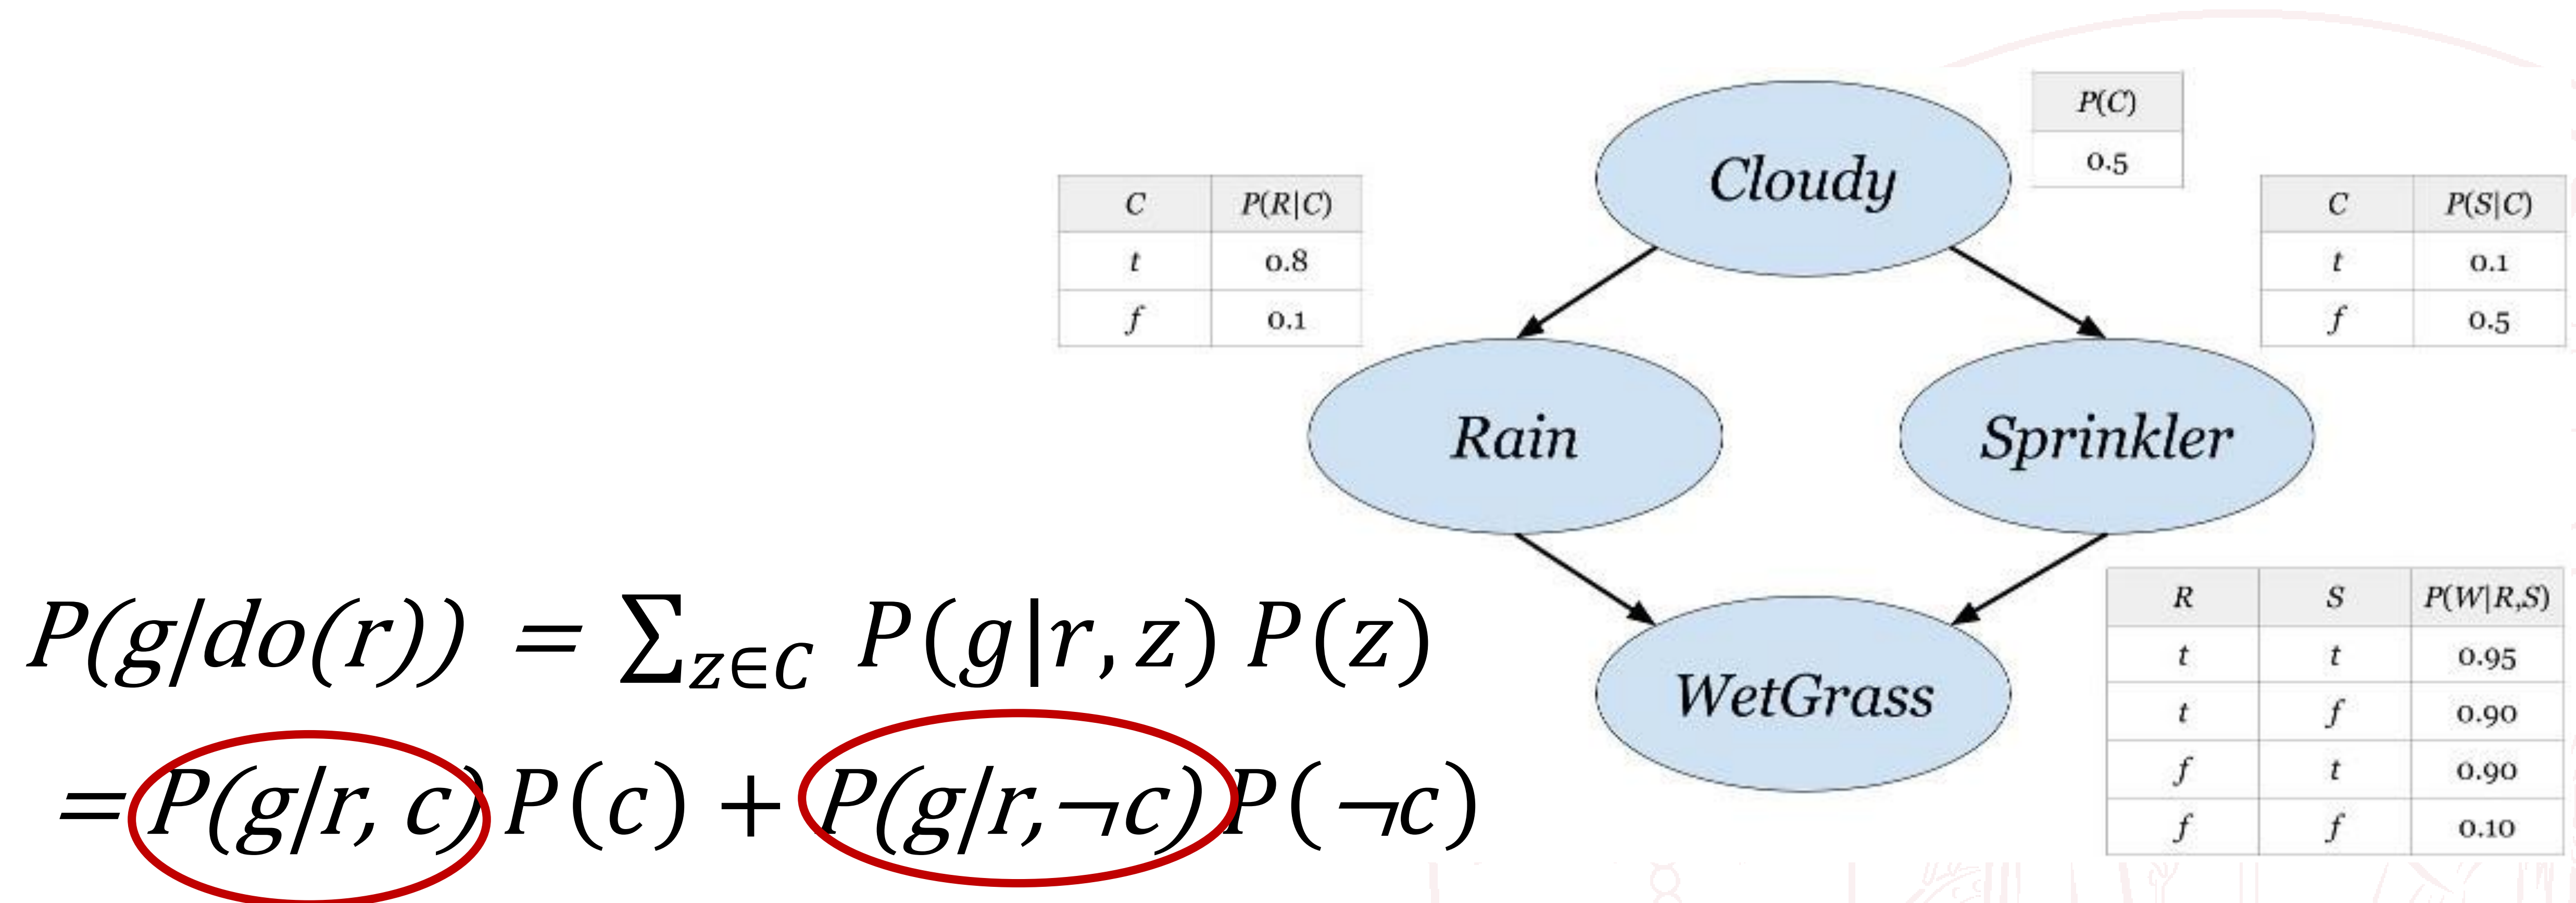 P(C)
0.5
Cloudy
C P(R|C)
t 0.8
f 0.1
C P(S|C)
t 0.1
f 0.5
Rain
Sprinkler
P(g/do(r)) = ∑z∈C P(g|r, z) P(z)
= P(g/r, c) P(c) + P(g/r,¬c) P(¬c)
WetGrass
R S P(W|R,S)
t t 0.95
t f 0.90
f t 0.90
f f 0.10